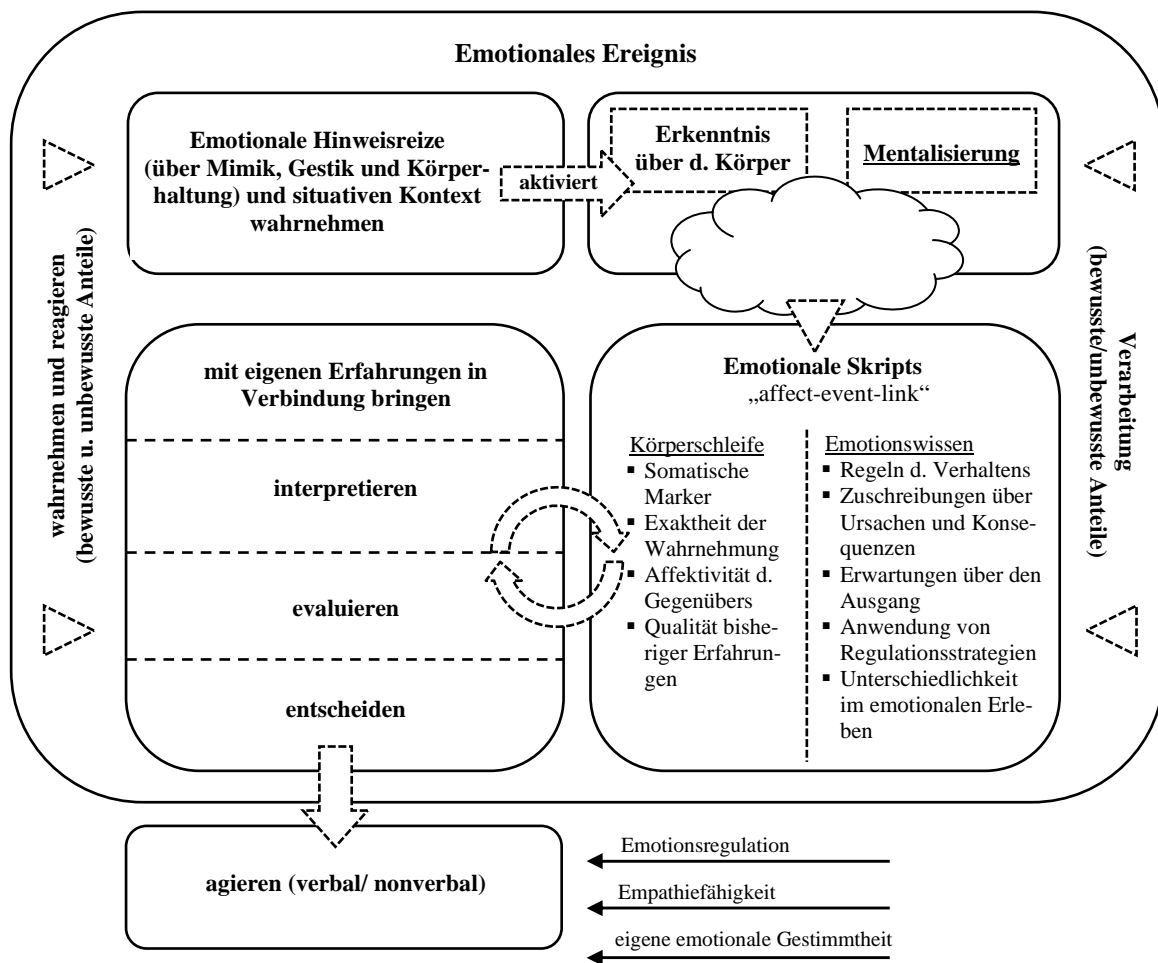 Emotionales Ereignis
Emotionale Hinweisreize
(über Mimik, Gestik und Körper-
haltung) und situativen Kontext
wahrnehmen
aktiviert
Erkenntnis
über d. Körper
Mentalisierung
wahrnehmen und reagieren
(bewusste u. unbewusste Anteile)
Verarbeitung
(bewusste/unbewusste Anteile)
mit eigenen Erfahrungen in
Verbindung bringen
interpretieren
evaluieren
entscheiden
Emotionale Skripts
„affect-event-link“
Körperschleife
▪ Somatische
Marker
▪ Exaktheit der
Wahrnehmung
▪ Affektivität d.
Gegenübers
▪ Qualität bishe-
riger Erfahrun-
gen
Emotionswissen
▪ Regeln d. Verhaltens
▪ Zuschreibungen über
Ursachen und Konse-
quenzen
▪ Erwartungen über den
Ausgang
▪ Anwendung von
Regulationsstrategien
▪ Unterschiedlichkeit
im emotionalen Erle-
ben
agieren (verbal/ nonverbal)
Emotionsregulation
Empathiefähigkeit
eigene emotionale Gestimmtheit